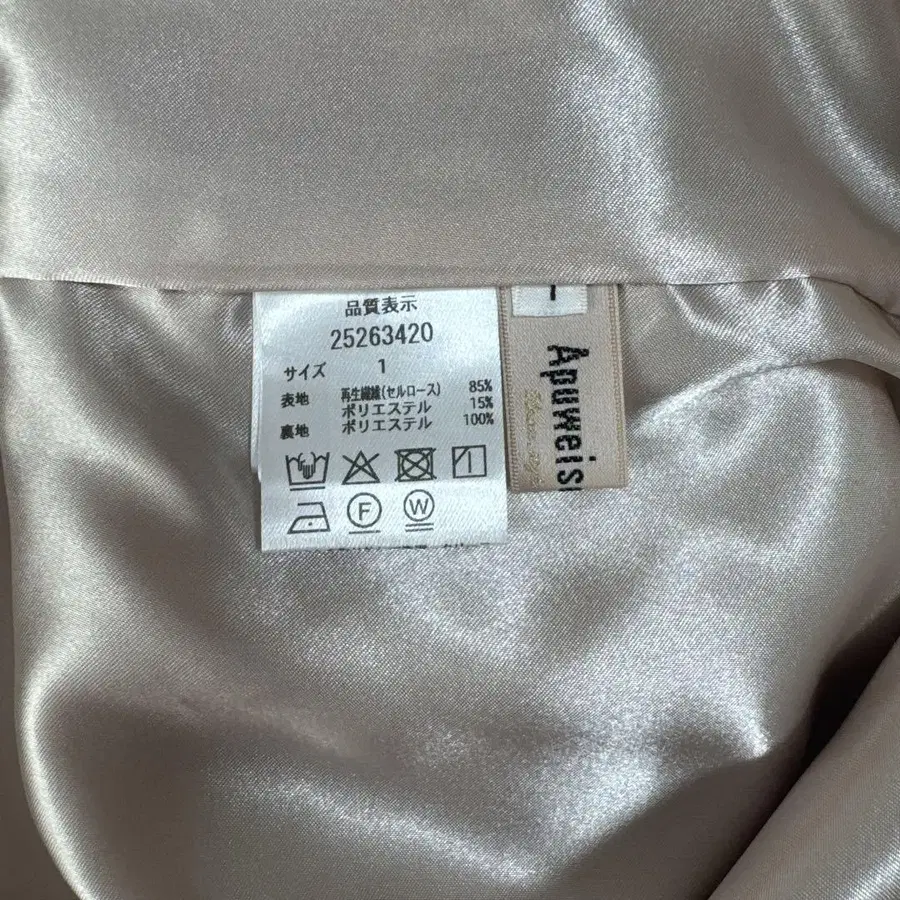 品質表示
25263420
サイズ 1
表地 再生繊維(セルロース) 85%
ポリエステル 15%
裏地 ポリエステル 100%
F W
Apuweis